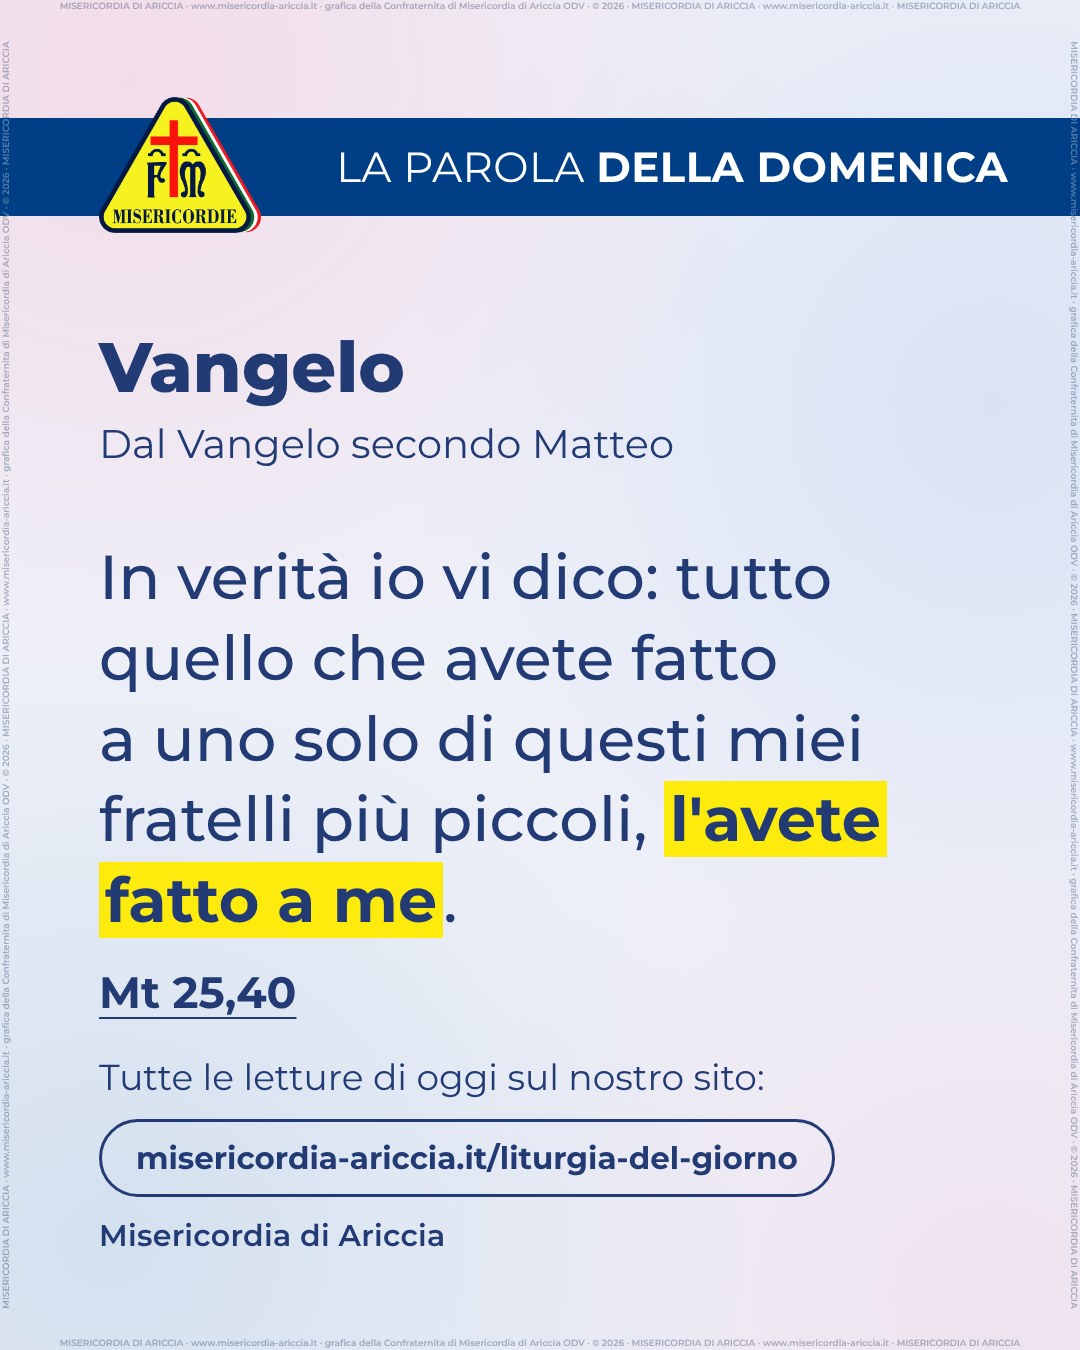 MISERICORDIA DI ARICCIA · www.misericordia-ariccia.it · grafica della Confraternita di Misericordia di Ariccia ODV · © 2026 · MISERICORDIA DI ARICCIA · www.misericordia-ariccia.it · MISERICORDIA DI ARICCIA
LA PAROLA DELLA DOMENICA
FM
MISERICORDIE
Vangelo
Dal Vangelo secondo Matteo
In verità io vi dico: tutto
quello che avete fatto
a uno solo di questi miei
fratelli più piccoli, l'avete
fatto a me.
Mt 25,40
Tutte le letture di oggi sul nostro sito:
misericordia-ariccia.it/liturgia-del-giorno
Misericordia di Ariccia
MISERICORDIA DI ARICCIA · www.misericordia-ariccia.it · grafica della Confraternita di Misericordia di Ariccia ODV · © 2026 · MISERICORDIA DI ARICCIA · www.misericordia-ariccia.it · MISERICORDIA DI ARICCIA